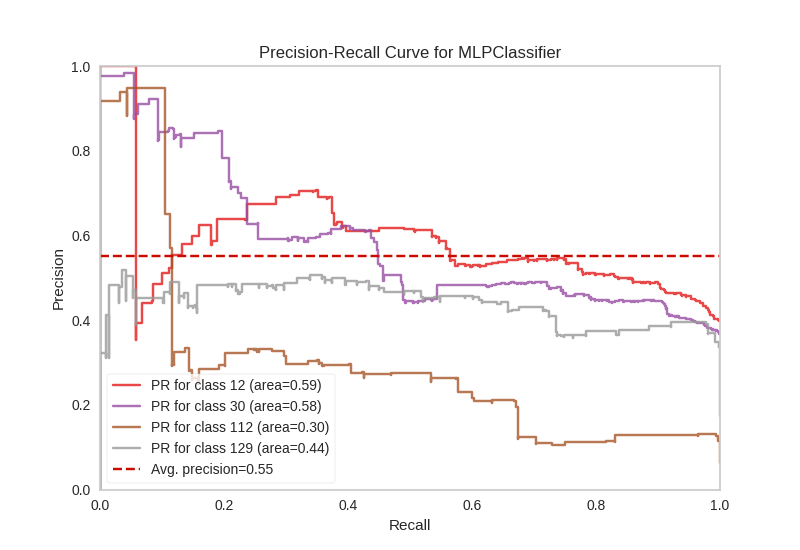 Precision-Recall Curve for MLPClassifier
1.0
0.8
0.6
0.4
0.2
0.0
Precision
PR for class 12 (area=0.59)
PR for class 30 (area=0.58)
PR for class 112 (area=0.30)
PR for class 129 (area=0.44)
Avg. precision=0.55
0.0 0.2 0.4 0.6 0.8 1.0
Recall